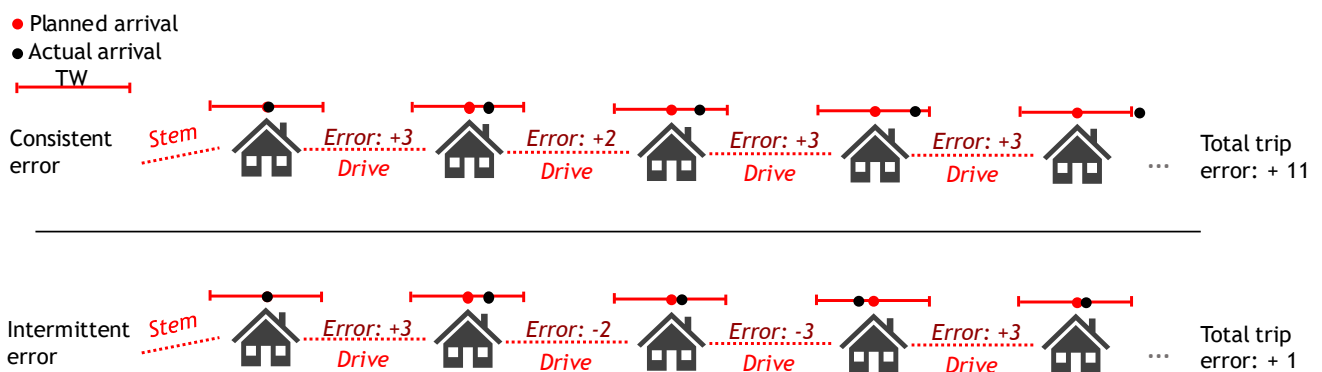 Planned arrival
Actual arrival
TW
Consistent
error
Stem
Error: +3
Drive
Error: +2
Drive
Error: +3
Drive
Error: +3
Drive
...
Total trip
error: + 11
Intermittent
error
Stem
Error: +3
Drive
Error: -2
Drive
Error: -3
Drive
Error: +3
Drive
...
Total trip
error: + 1